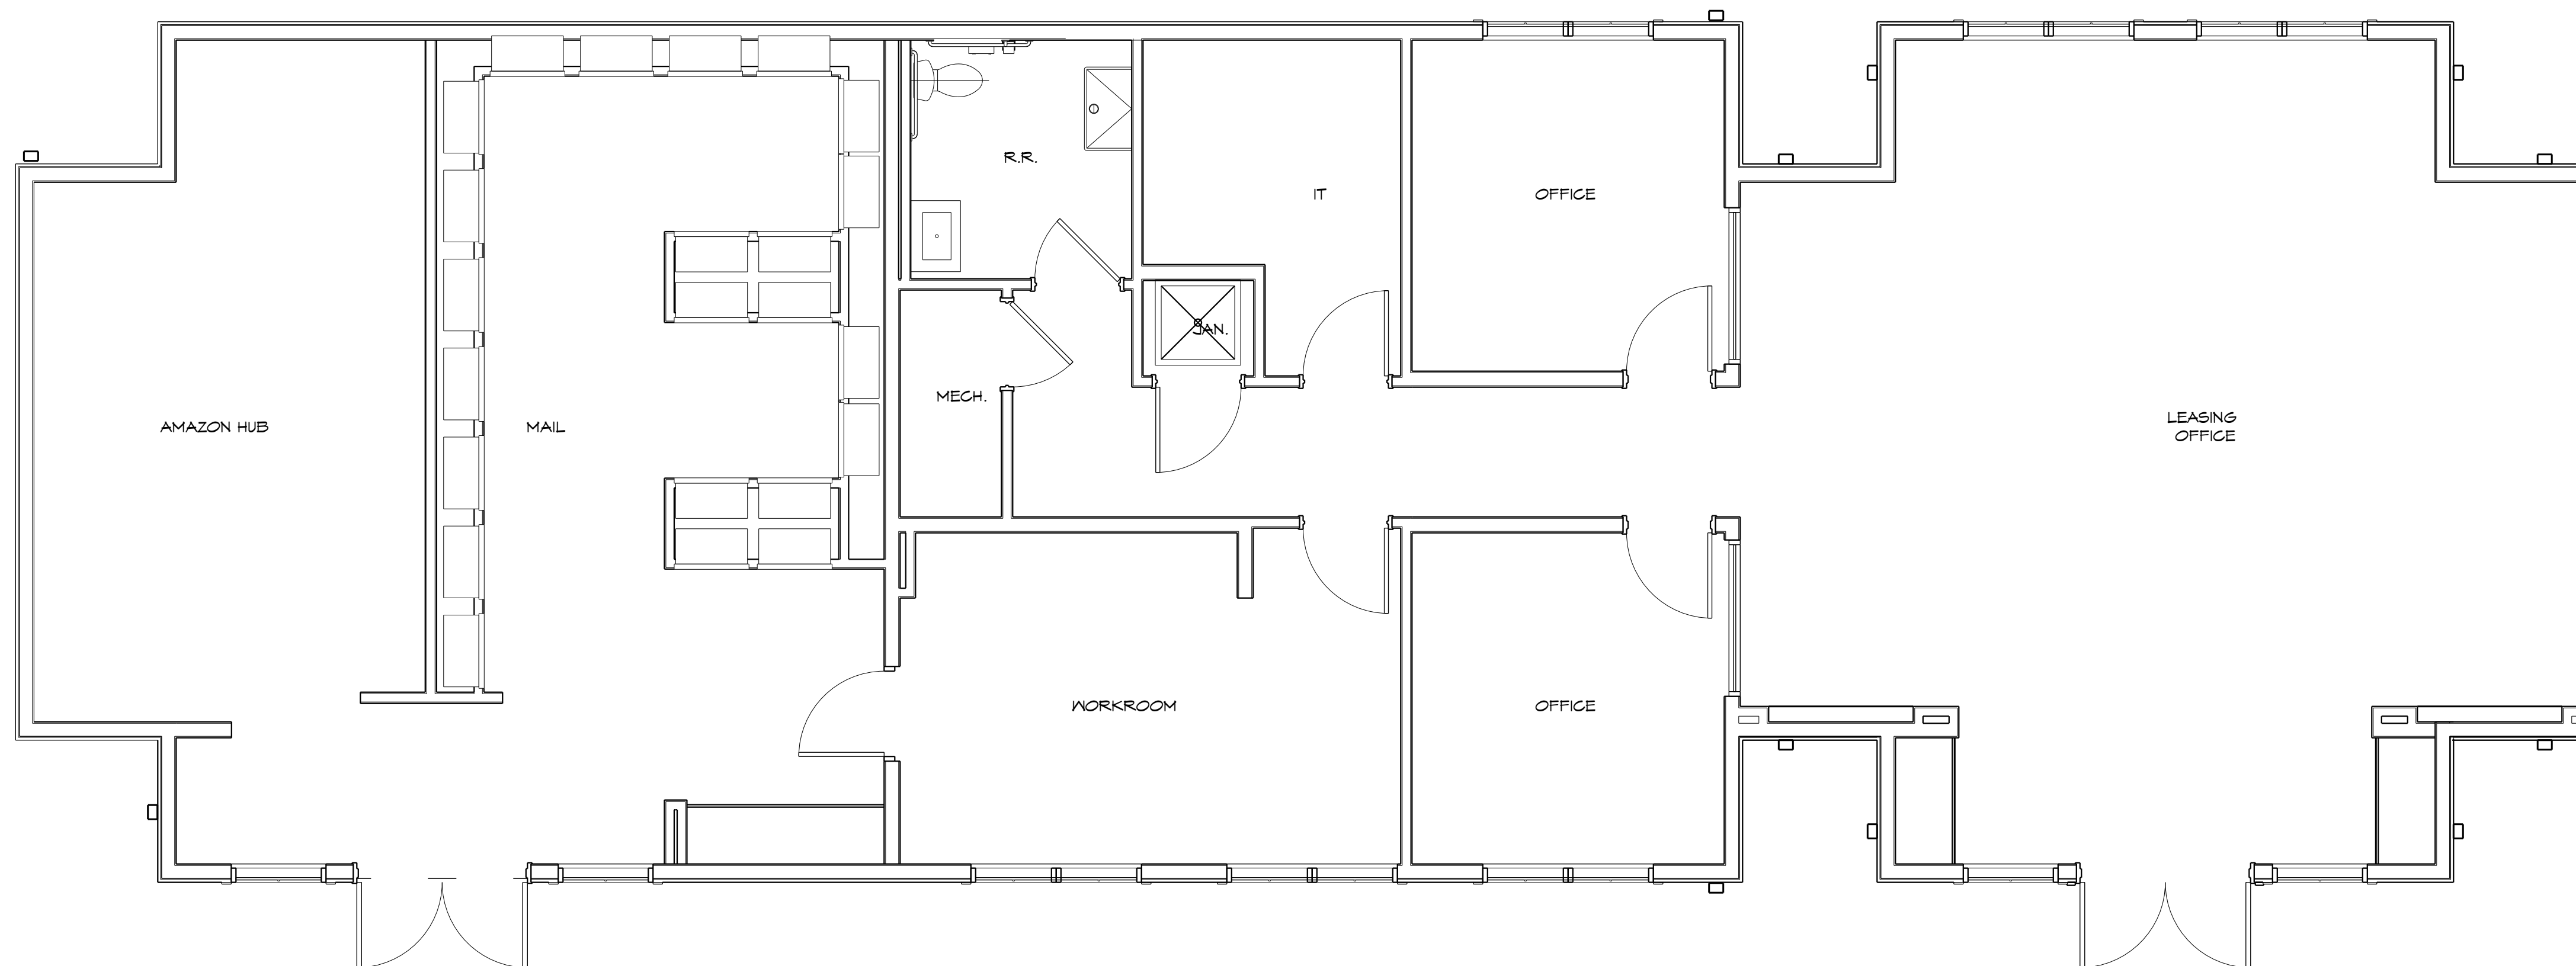 R.R.
IT
OFFICE
JAN.
MECH.
AMAZON HUB
MAIL
LEASING
OFFICE
WORKROOM
OFFICE